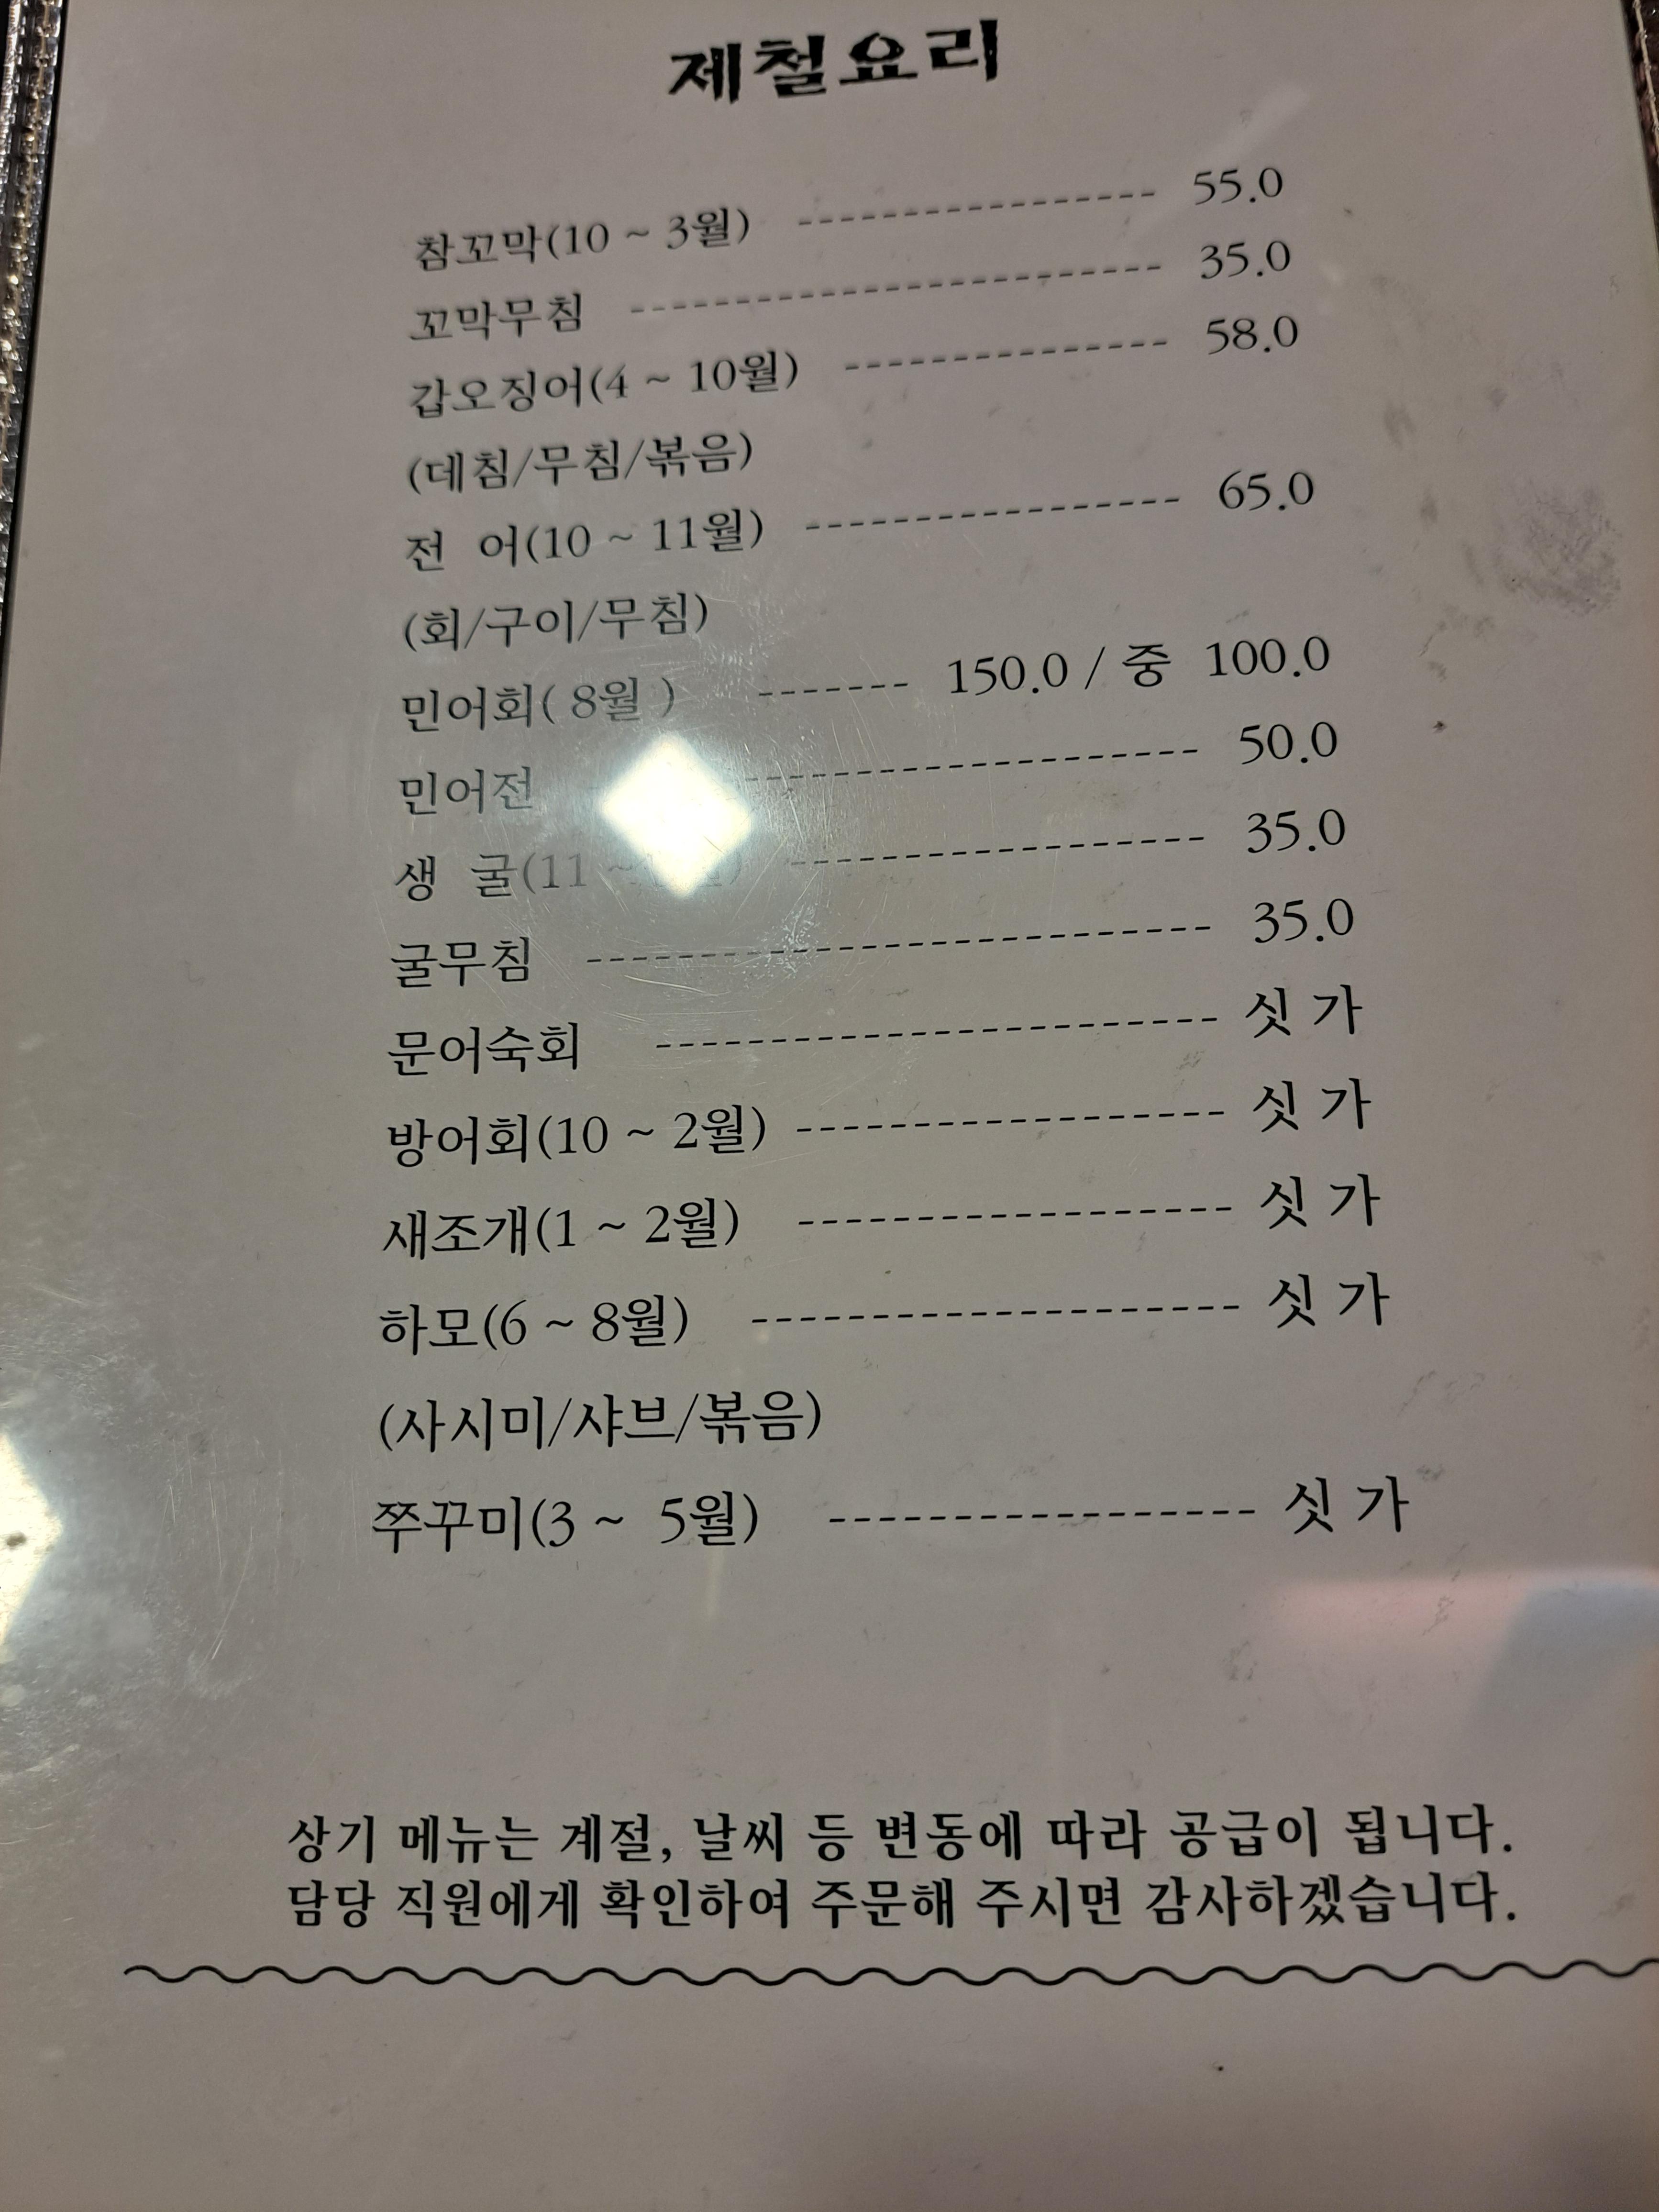 제철요리
참꼬막(10 ~ 3월) ---------------- 55.0
꼬막무침 ------------------------ 35.0
갑오징어(4 ~ 10월) --------------- 58.0
(데침/무침/볶음)
전 어(10 ~ 11월) ----------------- 65.0
(회/구이/무침)
민어회( 8월 ) ------- 150.0 / 중 100.0
민어전 --------------------- 50.0
생 굴(11 ~ ------------------- 35.0
굴무침 --------------------------- 35.0
문어숙회 ------------------------ 싯 가
방어회(10 ~ 2월) ------------------ 싯 가
새조개(1 ~ 2월) ------------------ 싯 가
하모(6 ~ 8월) -------------------- 싯 가
(사시미/샤브/볶음)
쭈꾸미(3 ~ 5월) ----------------- 싯 가
상기 메뉴는 계절, 날씨 등 변동에 따라 공급이 됩니다.
담당 직원에게 확인하여 주문해 주시면 감사하겠습니다.